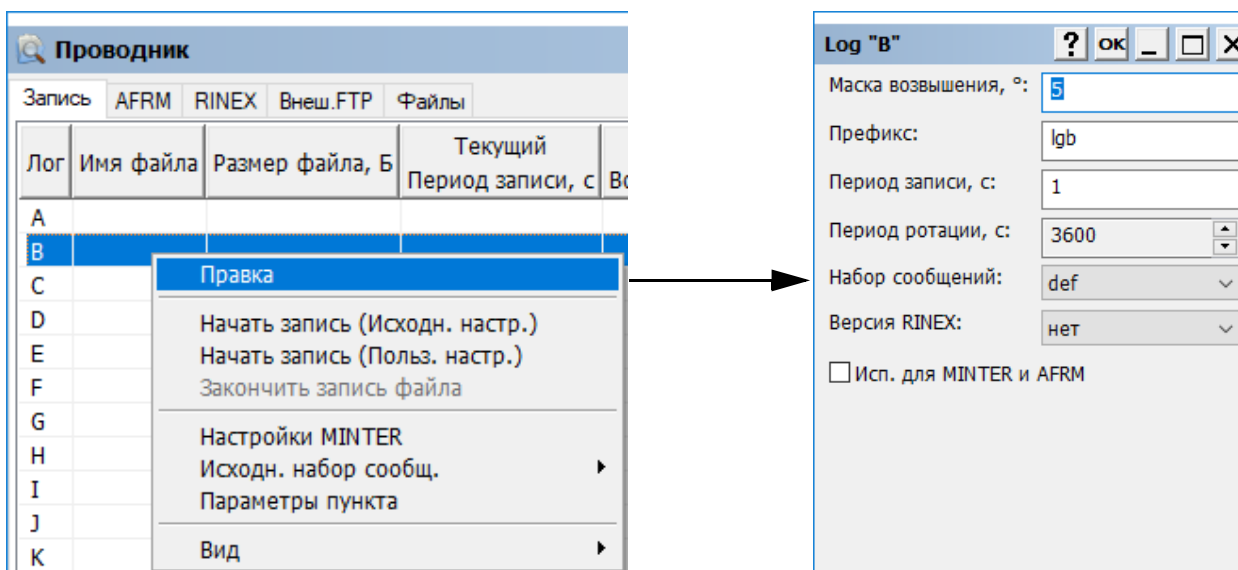 Проводник
Запись AFRM RINEX Внеш.FTP Файлы
Лог Имя файла Размер файла, Б Текущий
Период записи, с
A
B
C
D
E
F
G
H
I
J
K
Правка
Начать запись (Исходн. настр.)
Начать запись (Польз. настр.)
Закончить запись файла
Настройки MINTER
Исходн. набор сообщ.
Параметры пункта
Вид
Log "B" ? OK
Маска возвышения, °: 5
Префикс: lgb
Период записи, с: 1
Период ротации, с: 3600
Набор сообщений: def
Версия RINEX: нет
Исп. для MINTER и AFRM